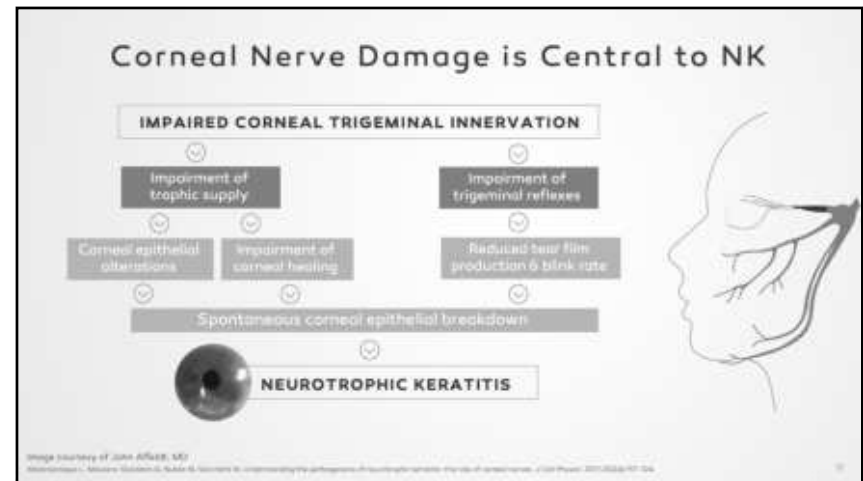 Corneal Nerve Damage is Central to NK
IMPAIRED CORNEAL TRIGEMINAL INNERVATION
Impairment of
trophic supply
Impairment of
trigeminal reflexes
Corneal epithelial
alterations
Impairment of
corneal healing
Reduced tear film
production & blink rate
Spontaneous corneal epithelial breakdown
NEUROTROPHIC KERATITIS
Image courtesy of John Affeldt, MD